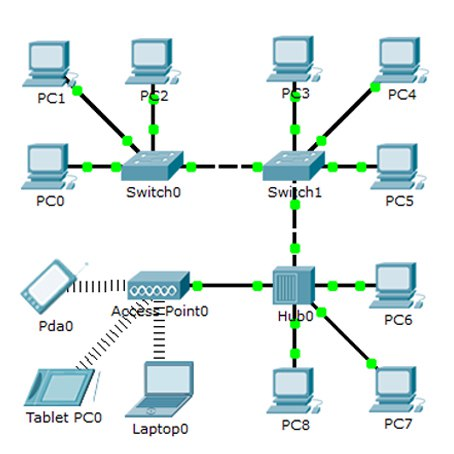 PC1
PC2
PC3
PC4
PC0
Switch0
Switch1
PC5
Pda0
Access Point0
Hub0
PC6
Tablet PC0
Laptop0
PC8
PC7